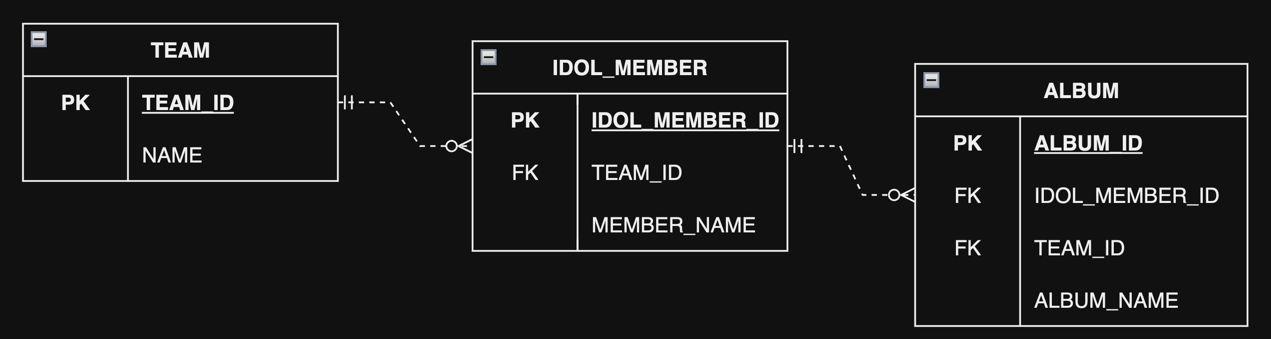 TEAM
PK TEAM_ID
NAME
IDOL_MEMBER
PK IDOL_MEMBER_ID
FK TEAM_ID
MEMBER_NAME
ALBUM
PK ALBUM_ID
FK IDOL_MEMBER_ID
FK TEAM_ID
ALBUM_NAME